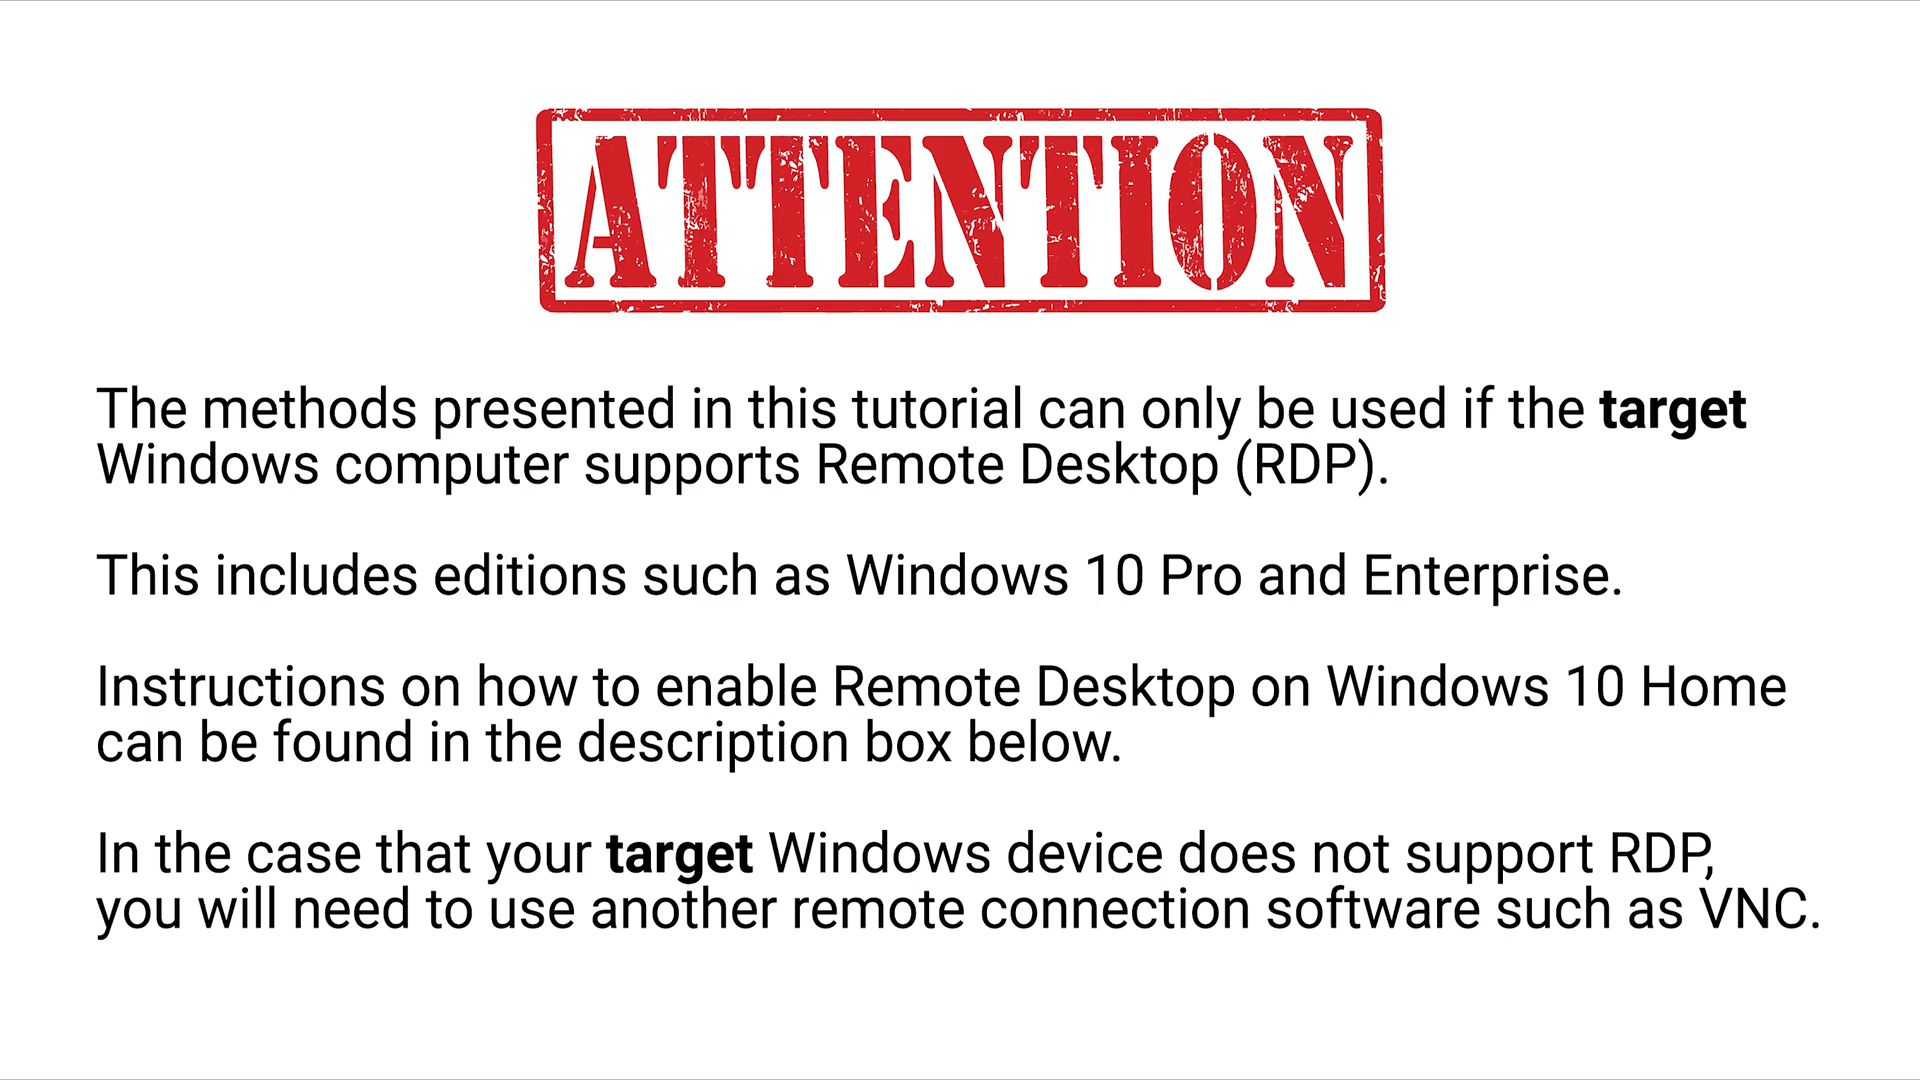 ATTENTION
The methods presented in this tutorial can only be used if the target
Windows computer supports Remote Desktop (RDP).
This includes editions such as Windows 10 Pro and Enterprise.
Instructions on how to enable Remote Desktop on Windows 10 Home
can be found in the description box below.
In the case that your target Windows device does not support RDP,
you will need to use another remote connection software such as VNC.